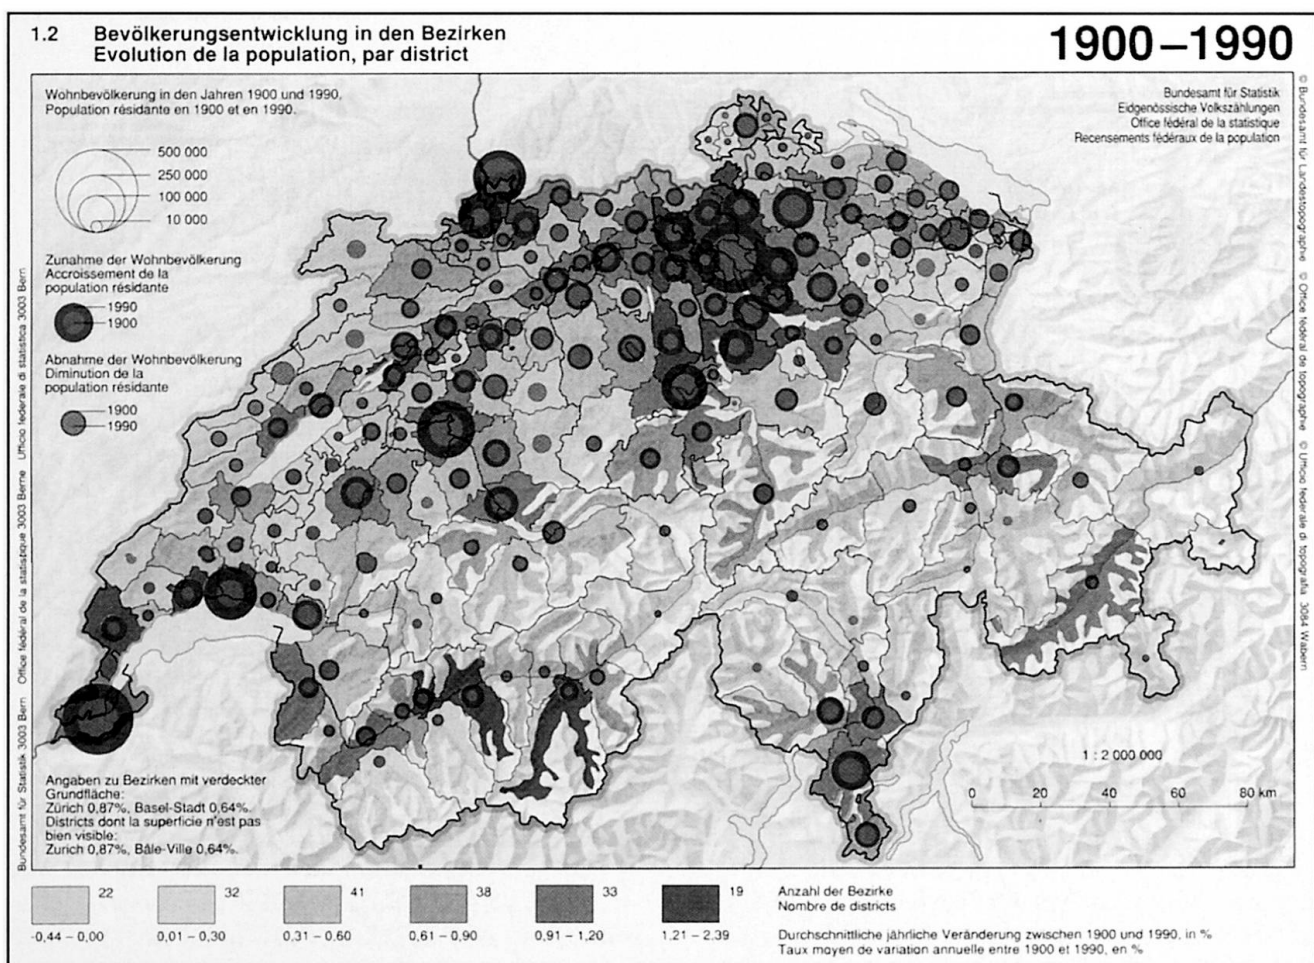 1.2 Bevölkerungsentwicklung in den Bezirken
Evolution de la population, par district
1900–1990
Wohnbevölkerung in den Jahren 1900 und 1990.
Population résidante en 1900 et en 1990.
500 000
250 000
100 000
10 000
Zunahme der Wohnbevölkerung
Accroissement de la
population résidante
1990
1900
Abnahme der Wohnbevölkerung
Diminution de la
population résidante
1900
1990
Bundesamt für Statistik
Eidgenössische Volkszählungen
Office fédéral de la statistique
Recensements fédéraux de la population
Angaben zu Bezirken mit verdeckter
Grundfläche:
Zürich 0,87%, Basel-Stadt 0,64%.
Districts dont la superficie n'est pas
bien visible:
Zurich 0,87%, Bâle-Ville 0,64%.
1 : 2 000 000
0 20 40 60 80 km
22 32 41 38 33 19
-0,44 – 0,00 0,01 – 0,30 0,31 – 0,60 0,61 – 0,90 0,91 – 1,20 1,21 – 2,39
Anzahl der Bezirke
Nombre de districts
Durchschnittliche jährliche Veränderung zwischen 1900 und 1990, in %
Taux moyen de variation annuelle entre 1900 et 1990, en %
Bundesamt für Statistik 3003 Bern Office fédéral de la statistique 3003 Berne Ufficio federale di statistica 3003 Bern
© Bundesamt für Landestopographie © Office fédéral de topographie © Ufficio federale di topografia 3084 Wabern